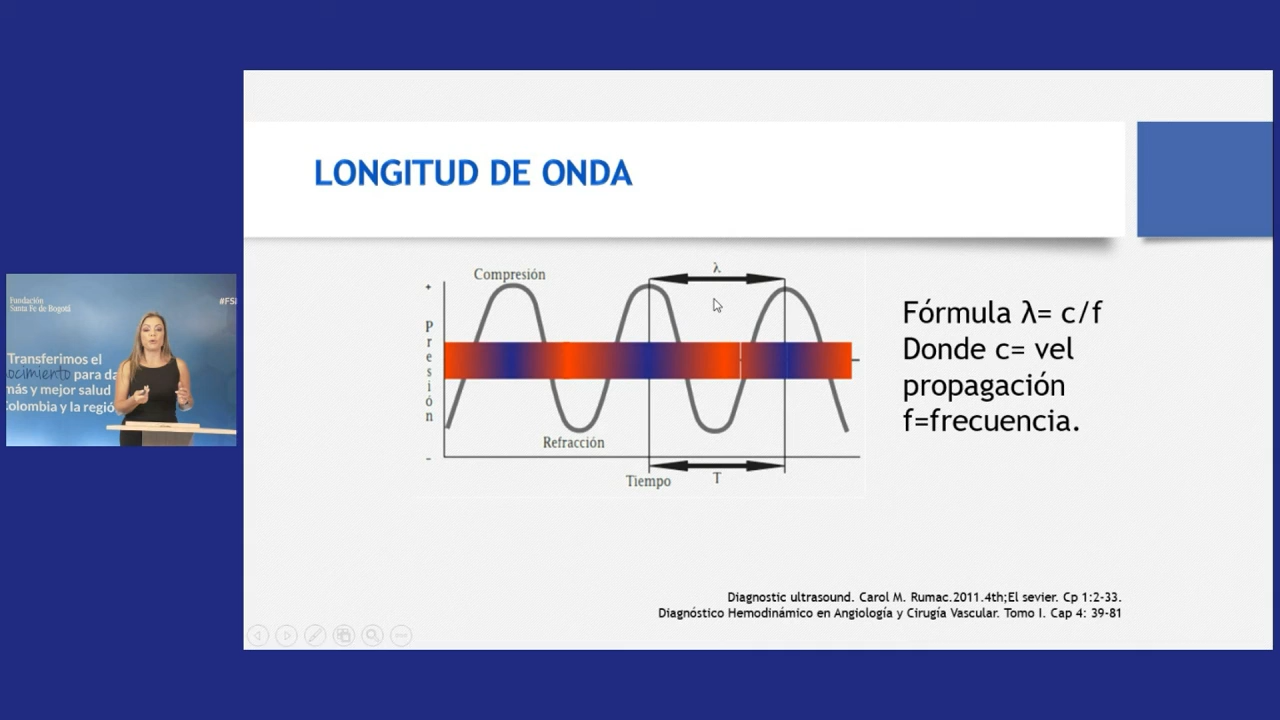 LONGITUD DE ONDA
Compresión
λ
+
Presión
-
Refracción
Tiempo
T
Fórmula λ= c/f
Donde c= vel
propagación
f=frecuencia.
Diagnostic ultrasound. Carol M. Rumac.2011.4th;El sevier. Cp 1:2-33.
Diagnóstico Hemodinámico en Angiología y Cirugía Vascular. Tomo I. Cap 4: 39-81
Fundación
Santa Fe de Bogotá
#FS
Transferimos el
ocimiento para da
más y mejor salud
Colombia y la regió